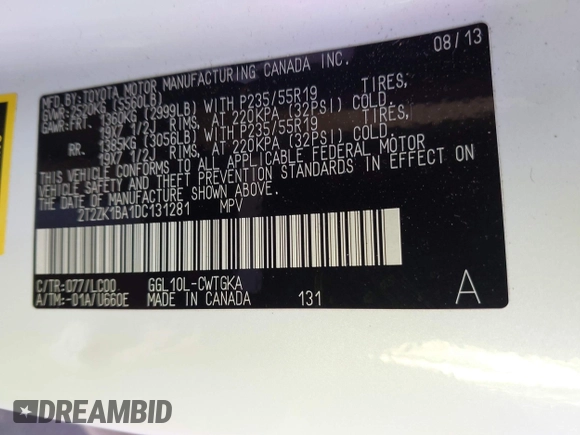 MFD. BY: TOYOTA MOTOR MANUFACTURING CANADA INC. 08/13
GVWR: KG (5560LB)
GAWR: FRT. 1360KG (2999LB) WITH P235/55R19 TIRES,
19X7 1/2J RIMS, AT 220KPA (32PSI) COLD.
RR. 1385KG (3056LB) WITH P235/55R19 TIRES,
19X7 1/2J RIMS, AT 220KPA (32PSI) COLD.
THIS VEHICLE CONFORMS TO ALL APPLICABLE FEDERAL MOTOR
VEHICLE SAFETY AND THEFT PREVENTION STANDARDS IN EFFECT ON
THE DATE OF MANUFACTURE SHOWN ABOVE.
2T2ZK1BA1DC131281 MPV
C/TR:077/LC00 GGL10L-CWTGKA
A/TM:-01A/U660E MADE IN CANADA 131 A
DREAMBID